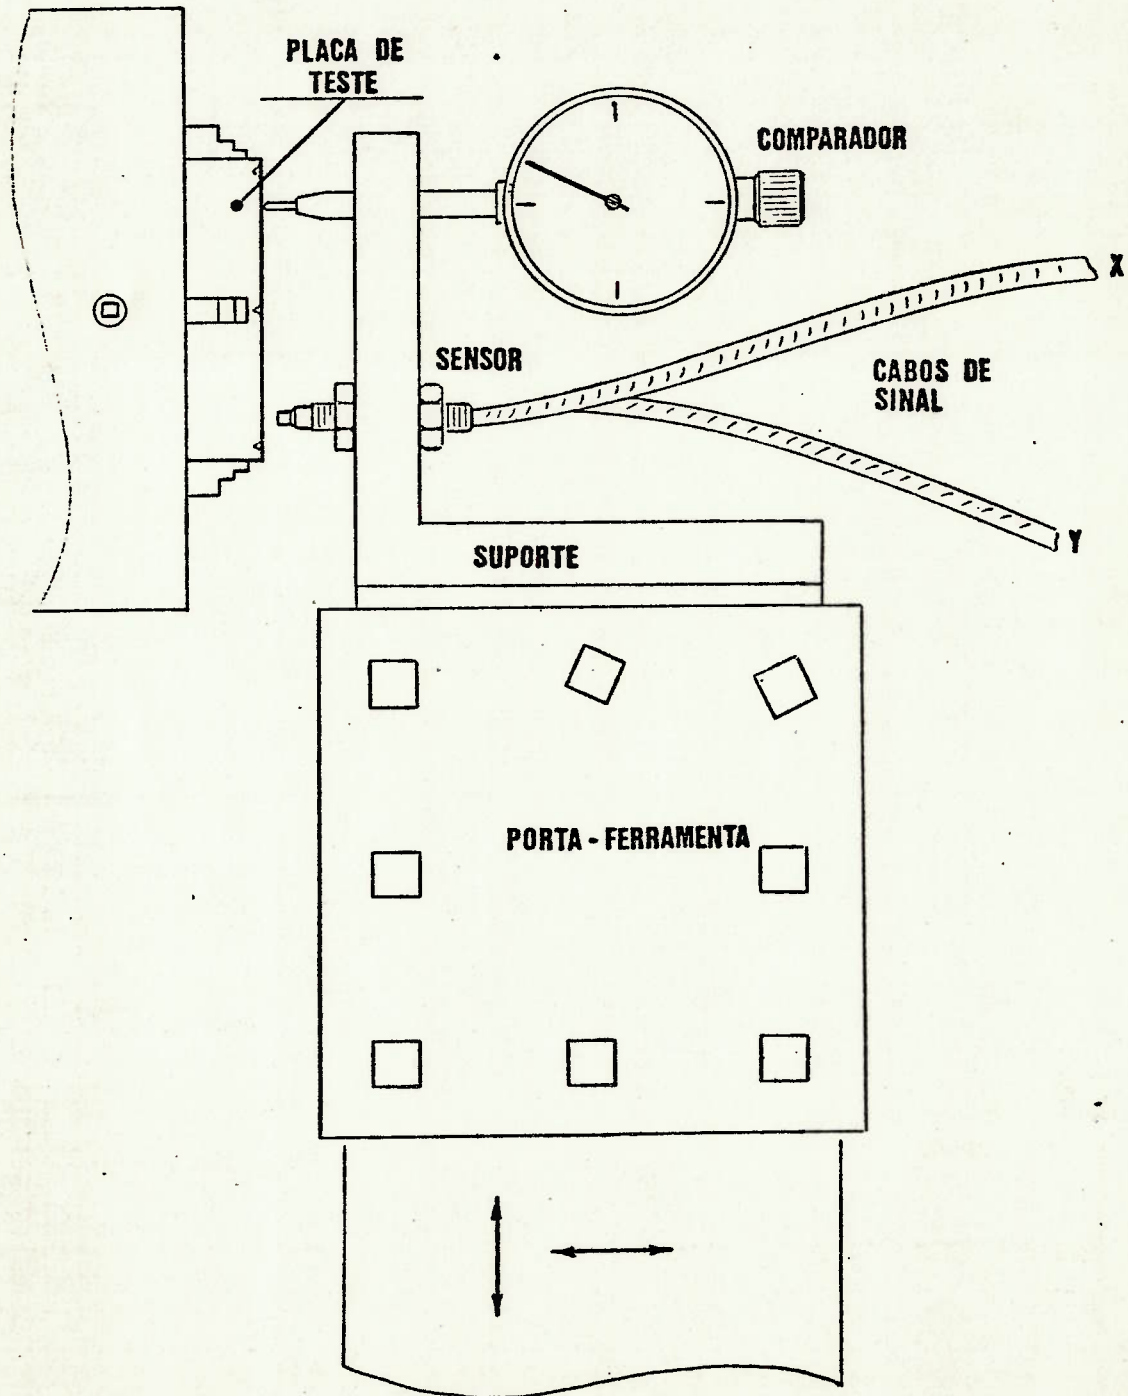 PLACA DE
TESTE
COMPARADOR
X
SENSOR
CABOS DE
SINAL
Y
SUPORTE
PORTA - FERRAMENTA